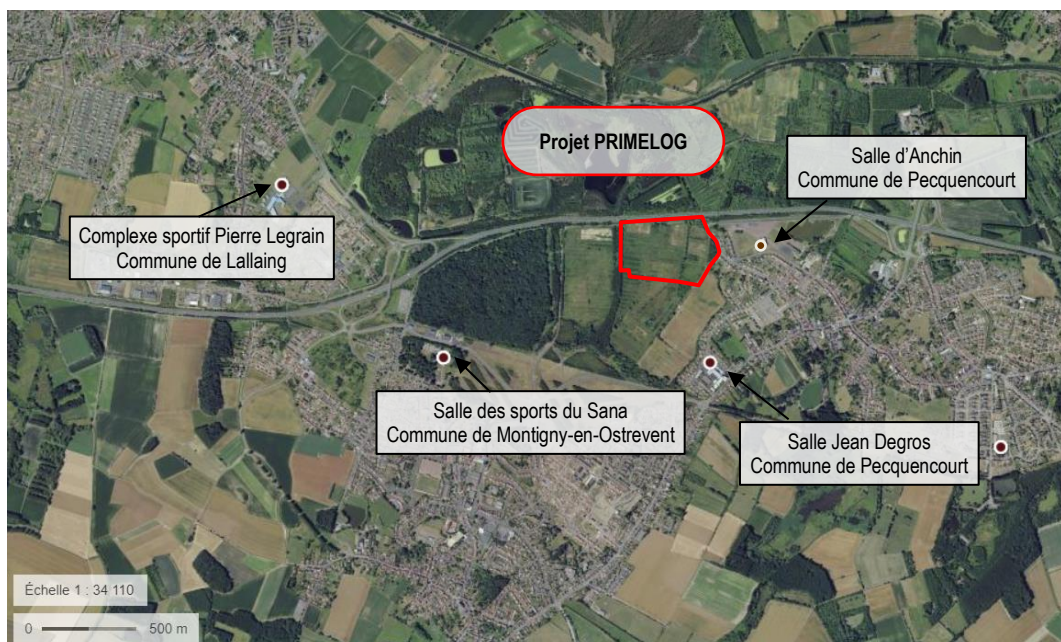 Projet PRIMELOG
Salle d'Anchin
Commune de Pecquencourt
Complexe sportif Pierre Legrain
Commune de Lallaing
Salle des sports du Sana
Commune de Montigny-en-Ostrevent
Salle Jean Degros
Commune de Pecquencourt
Échelle 1 : 34 110
0 500 m